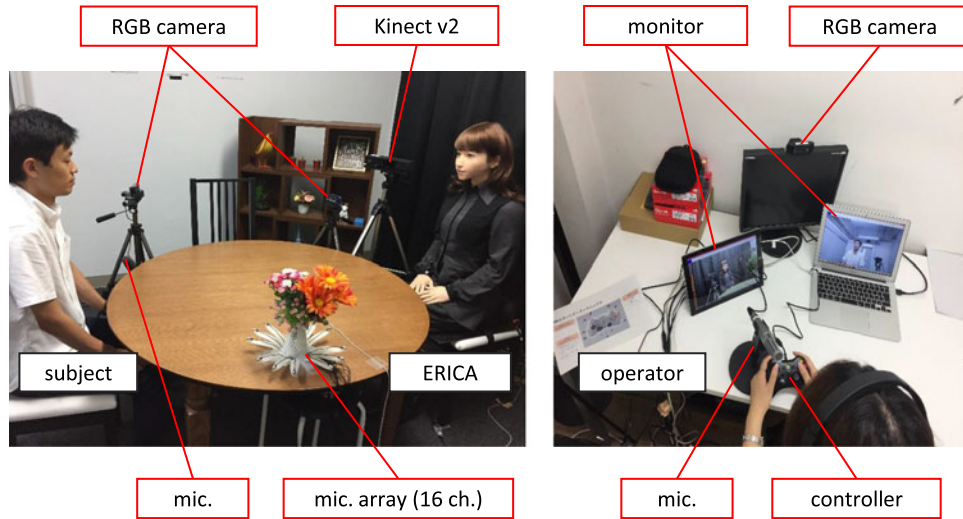 RGB camera
Kinect v2
monitor
RGB camera
subject
ERICA
operator
mic.
mic. array (16 ch.)
mic.
controller